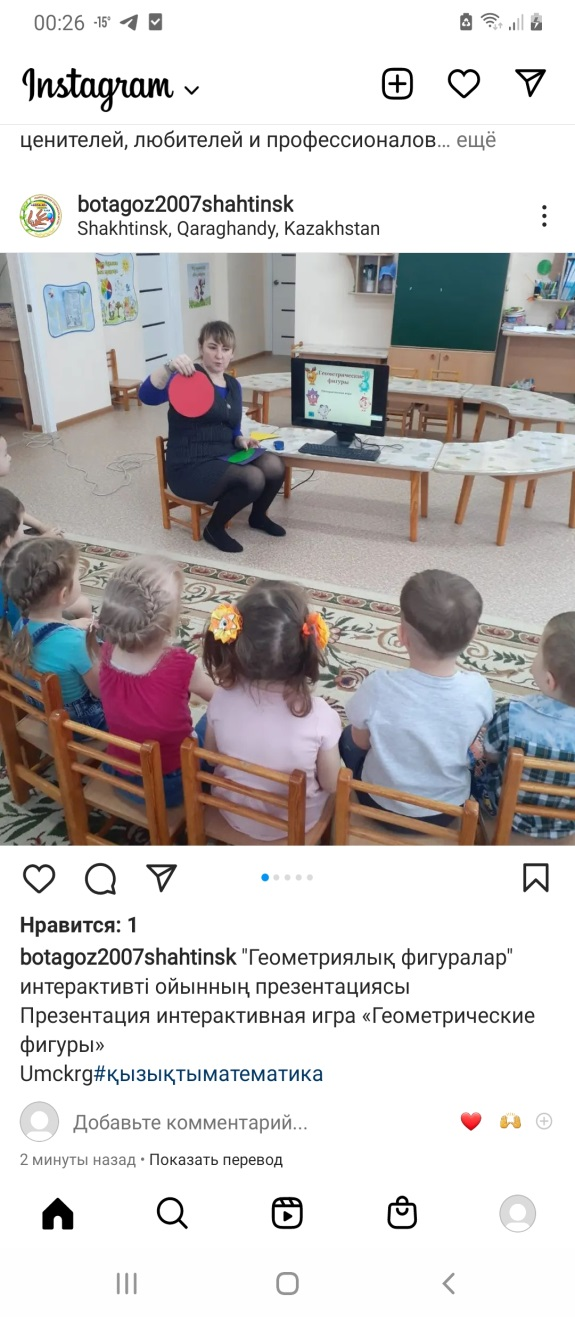 00:26 -15°
Instagram
ценителей, любителей и профессионалов... ещё
botagoz2007shahtinsk
Shakhtinsk, Qaraghandy, Kazakhstan
Геометрические
фигуры
Нравится: 1
botagoz2007shahtinsk "Геометриялық фигуралар"
интерактивті ойынның презентациясы
Презентация интерактивная игра «Геометрические
фигуры»
Umckrg#қызықтыматематика
Добавьте комментарий...
2 минуты назад • Показать перевод